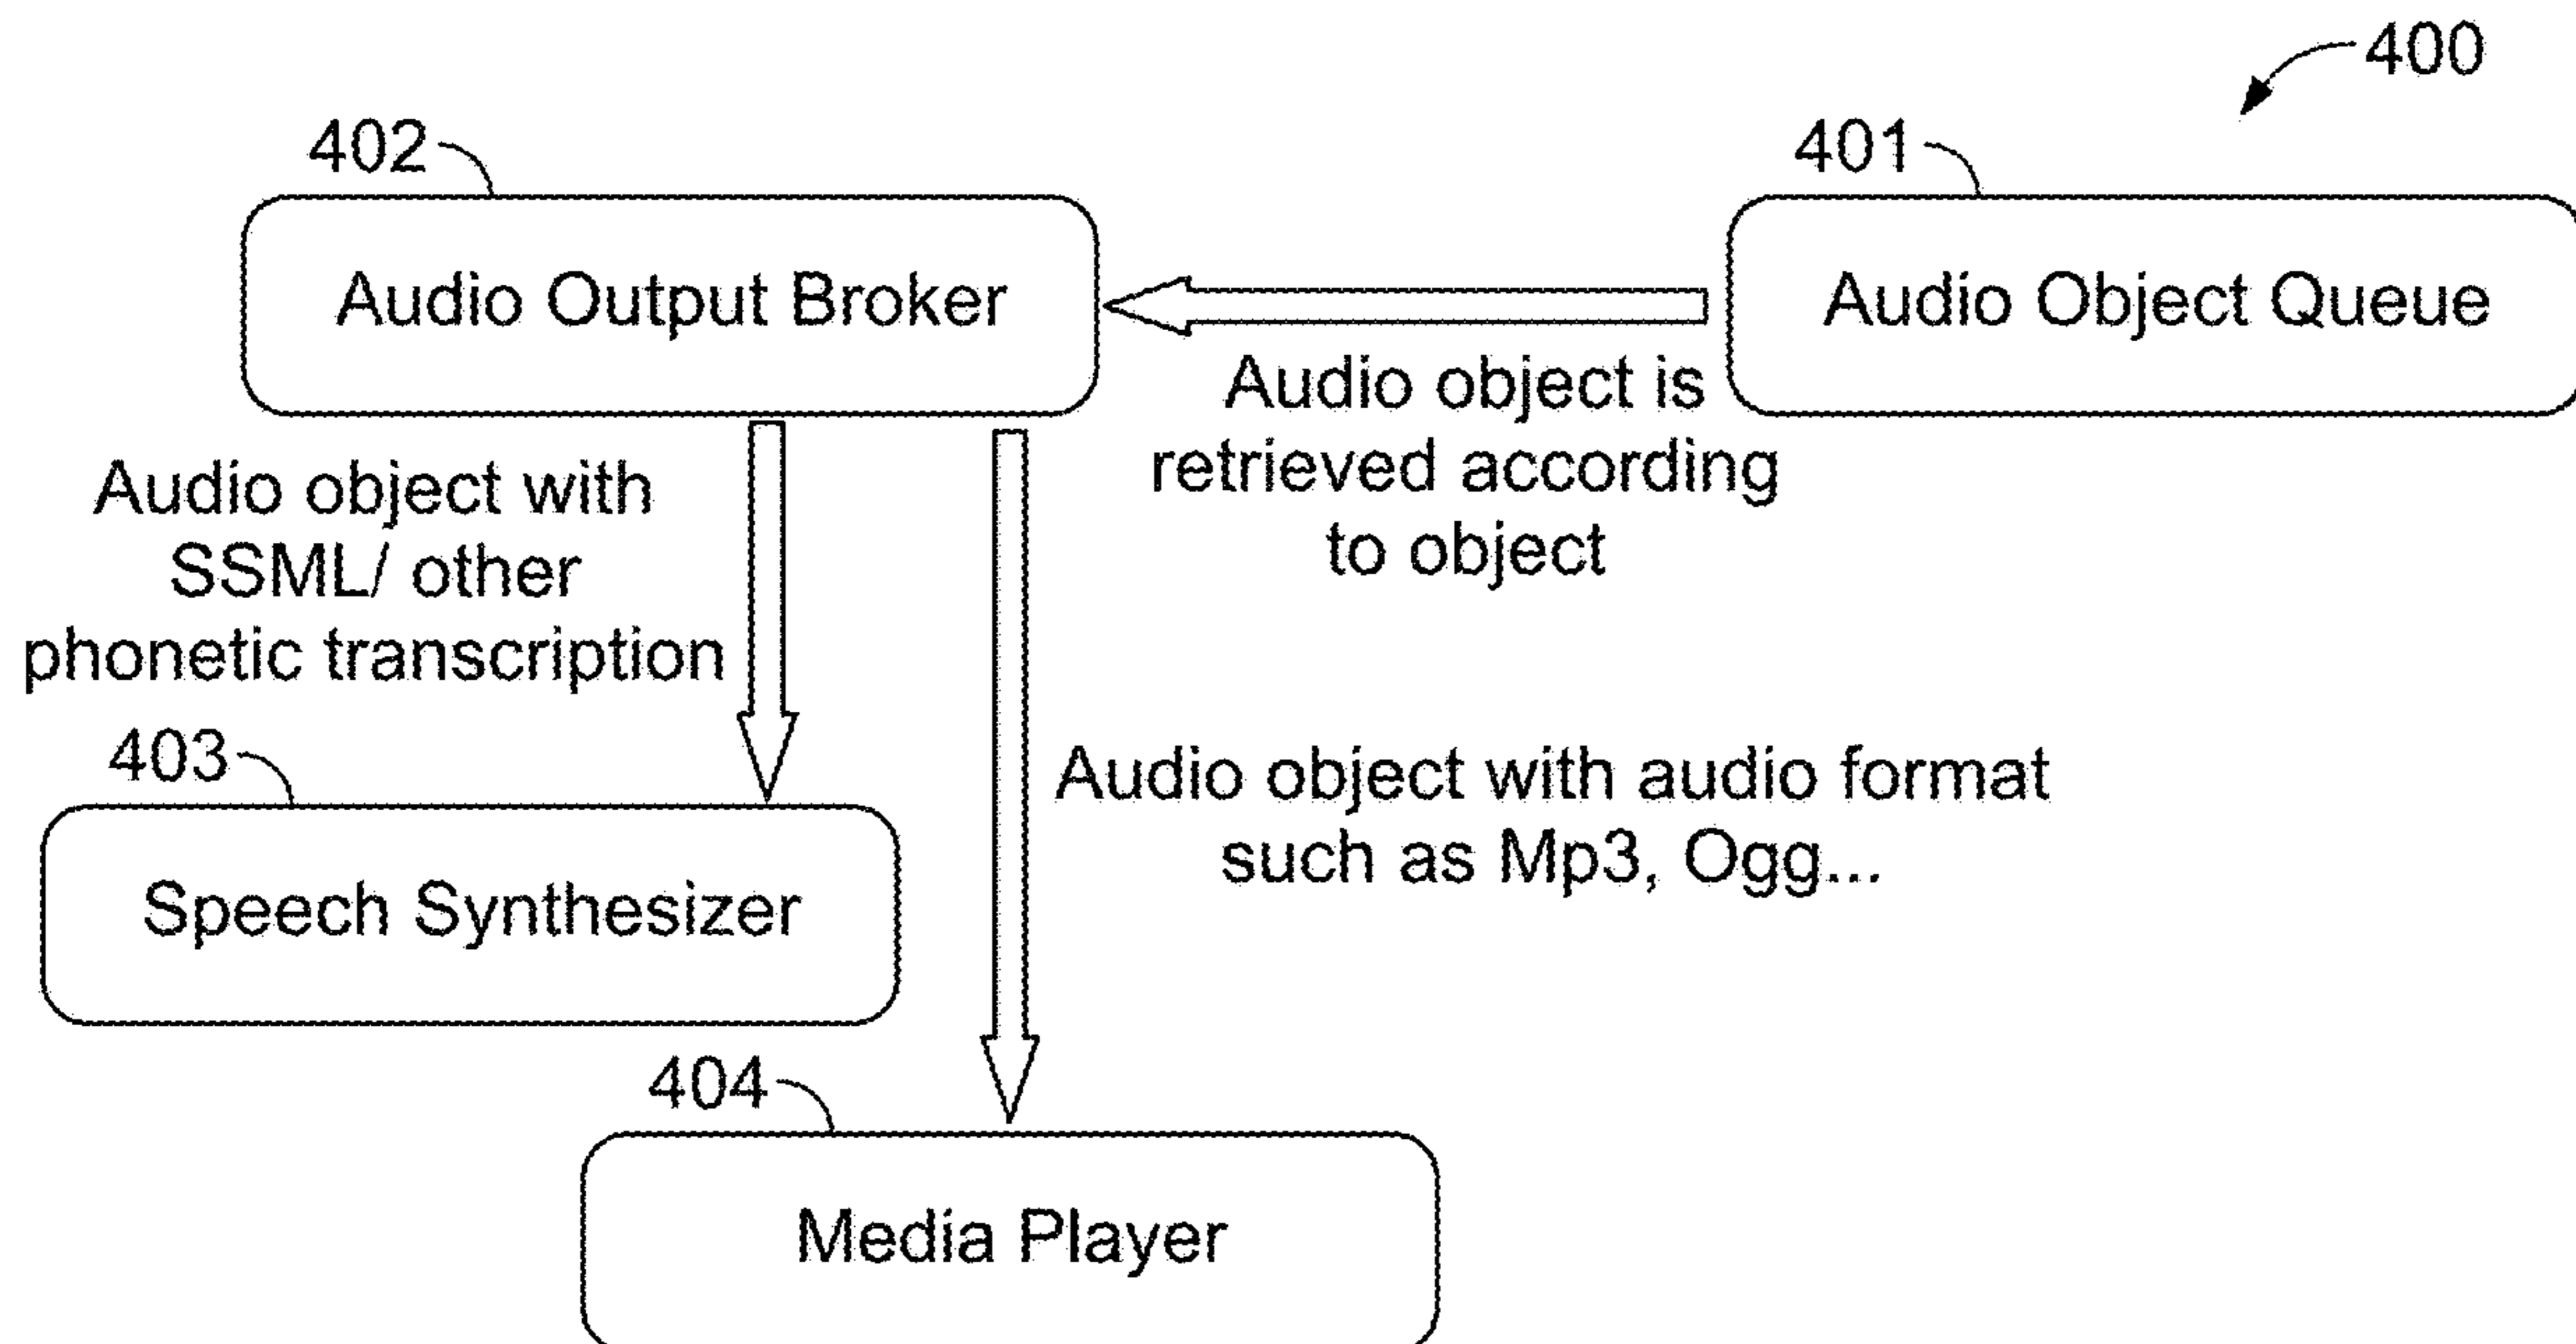 400
402
401
Audio Output Broker
Audio Object Queue
Audio object is
retrieved according
to object
Audio object with
SSML/ other
phonetic transcription
403
Audio object with audio format
such as Mp3, Ogg...
Speech Synthesizer
404
Media Player